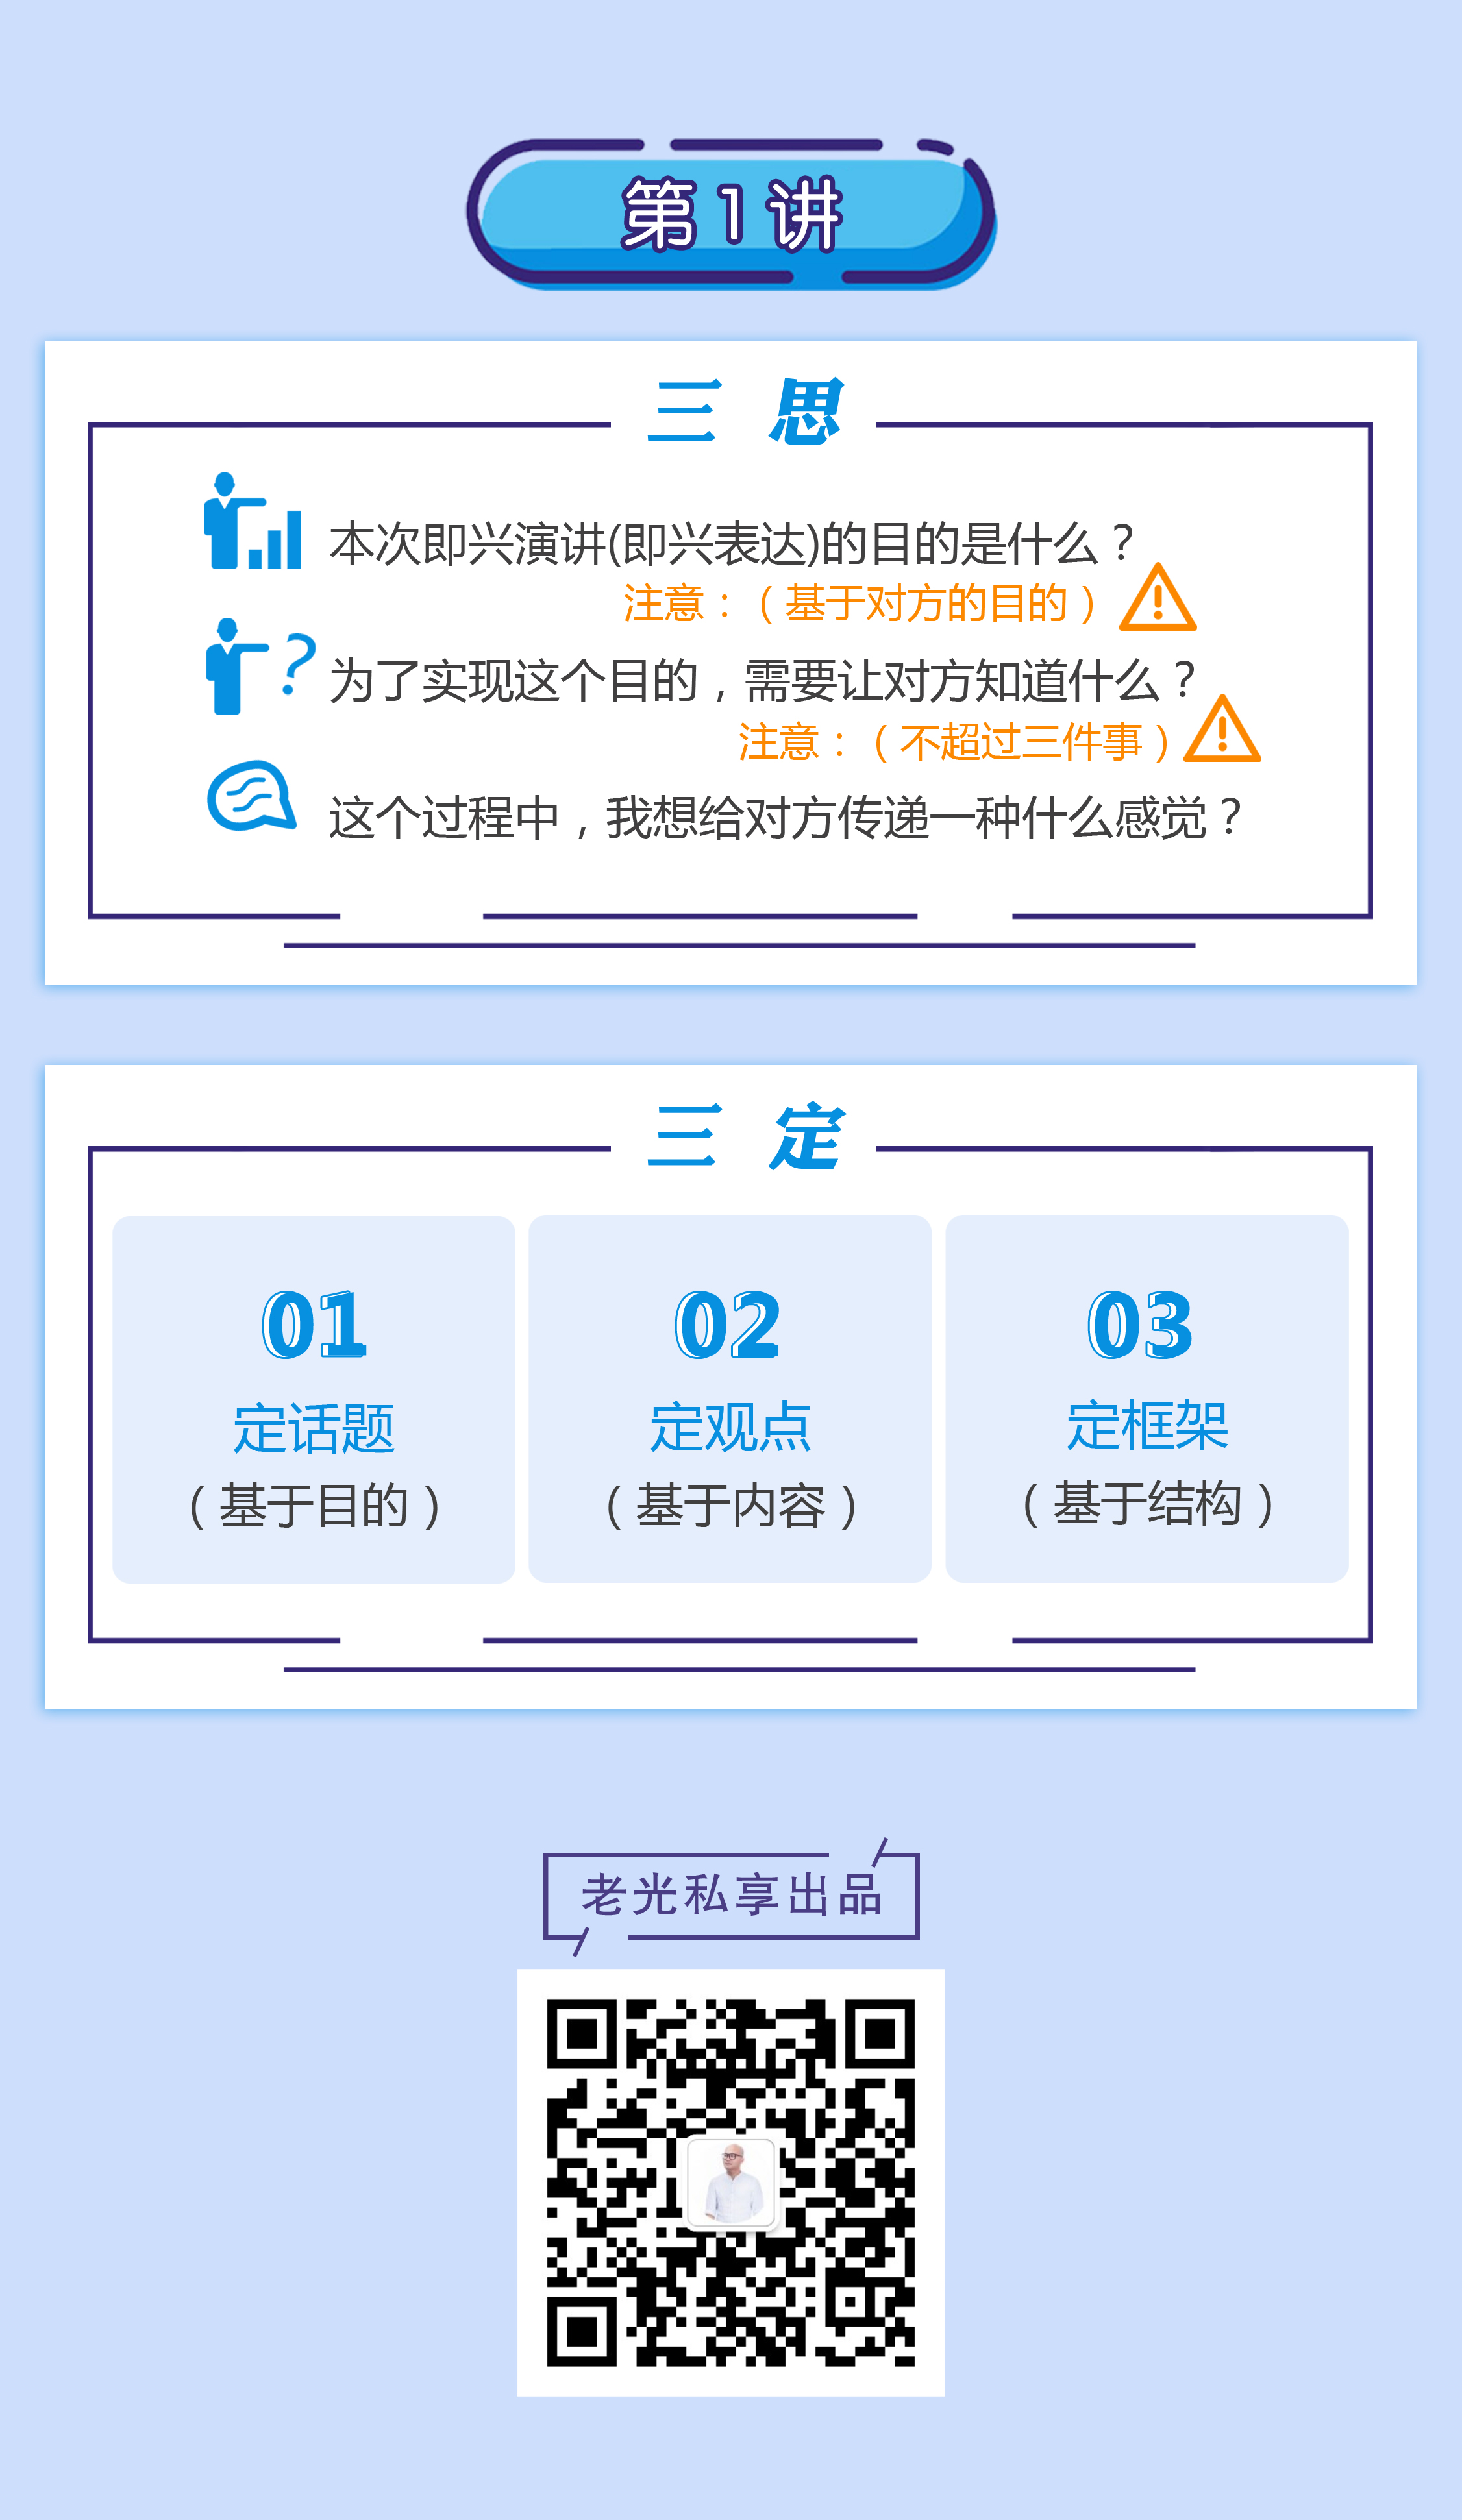 第1讲
三 思
本次即兴演讲(即兴表达)的目的是什么？
注意：（基于对方的目的）
?
为了实现这个目的，需要让对方知道什么？
注意：（不超过三件事）
这个过程中，我想给对方传递一种什么感觉？
三 定
01
定话题
（基于目的）
02
定观点
（基于内容）
03
定框架
（基于结构）
老光私享出品